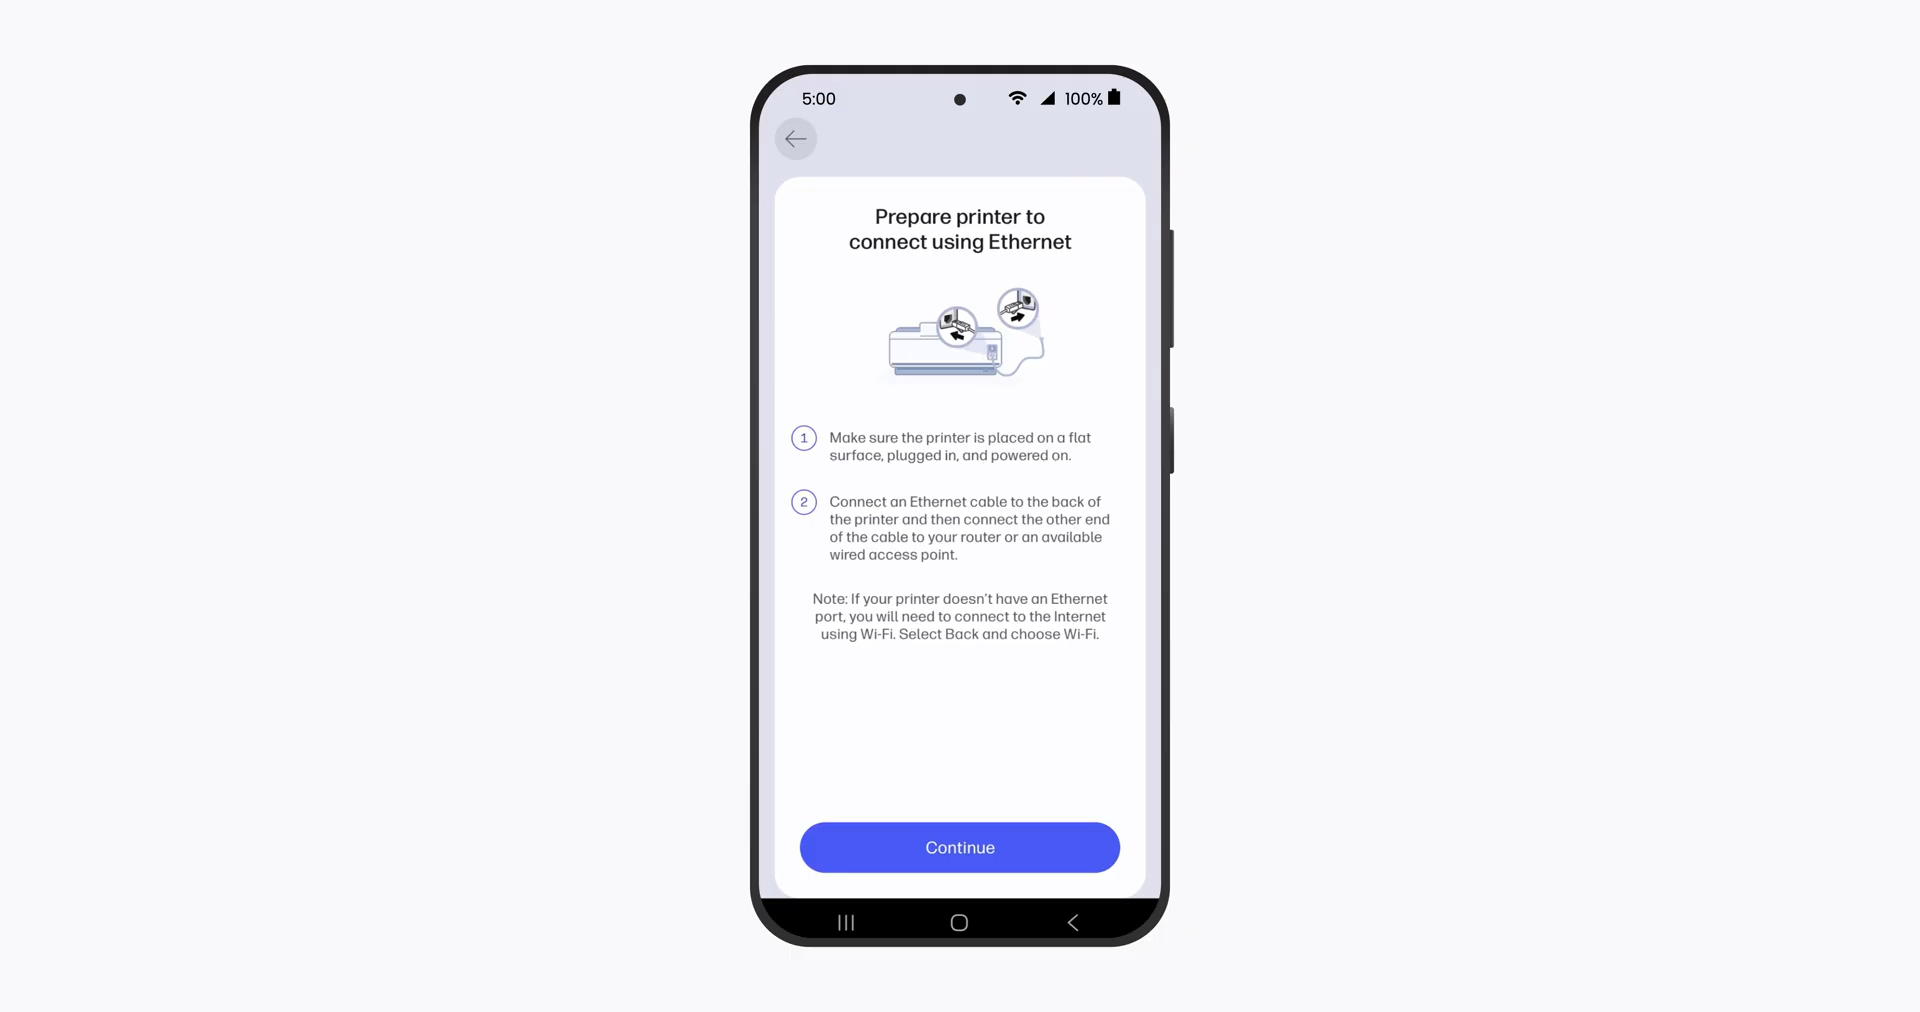 5:00
100%
Prepare printer to
connect using Ethernet
1 Make sure the printer is placed on a flat
surface, plugged in, and powered on.
2 Connect an Ethernet cable to the back of
the printer and then connect the other end
of the cable to your router or an available
wired access point.
Note: If your printer doesn’t have an Ethernet
port, you will need to connect to the Internet
using Wi-Fi. Select Back and choose Wi-Fi.
Continue